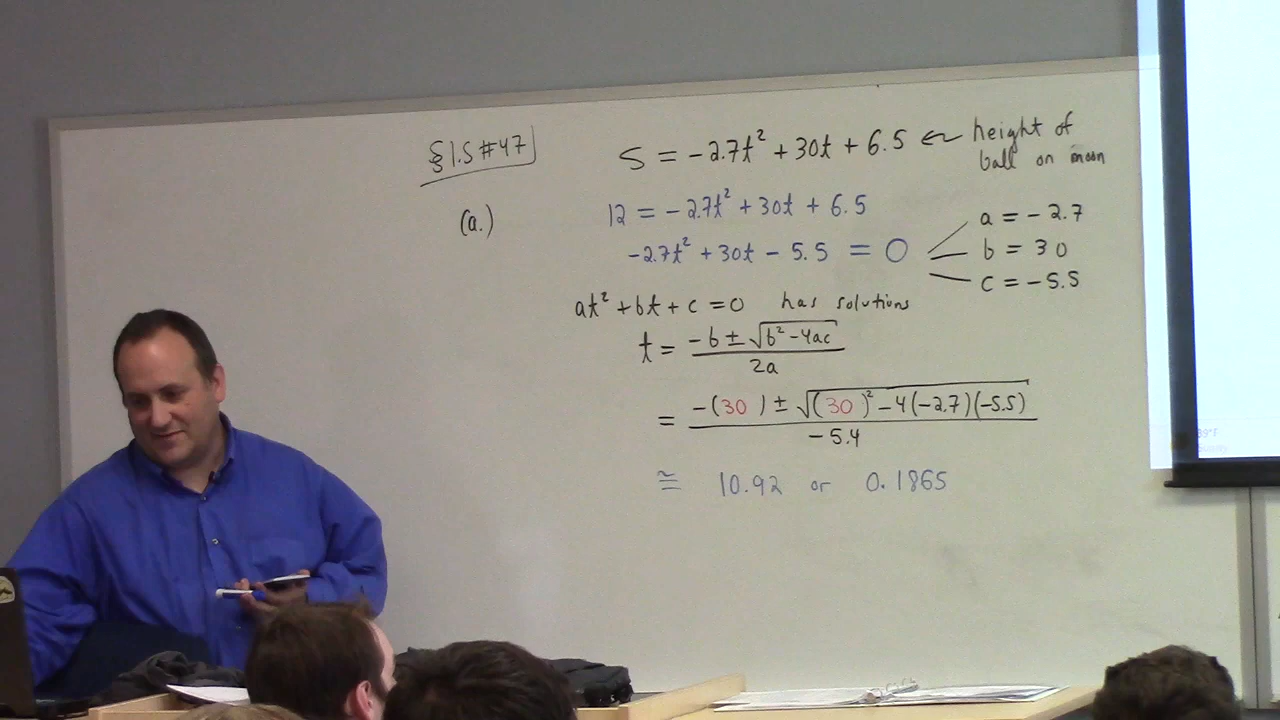 § 1.5 #47
S = -2.7t² + 30t + 6.5 ← height of
ball on moon
(a.)
12 = -2.7t² + 30t + 6.5
-2.7t² + 30t - 5.5 = 0
a = -2.7
b = 30
c = -5.5
at² + bt + c = 0 has solutions
t = (-b ± √(b² - 4ac)) / 2a
= (-(30) ± √((30)² - 4(-2.7)(-5.5))) / -5.4
≅ 10.92 or 0.1865